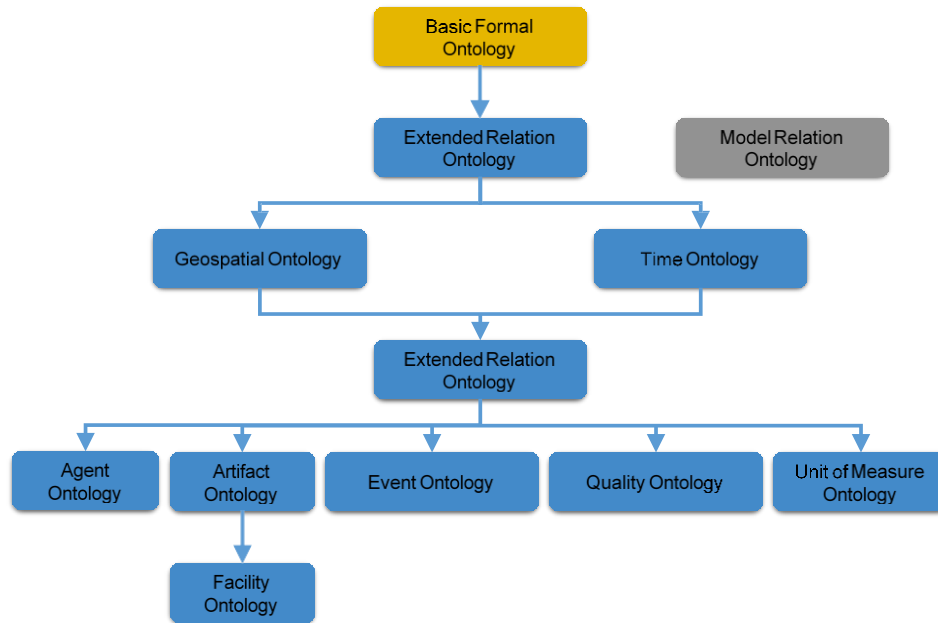 Basic Formal
Ontology
Extended Relation
Ontology
Model Relation
Ontology
Geospatial Ontology
Time Ontology
Extended Relation
Ontology
Agent
Ontology
Artifact
Ontology
Event Ontology
Quality Ontology
Unit of Measure
Ontology
Facility
Ontology